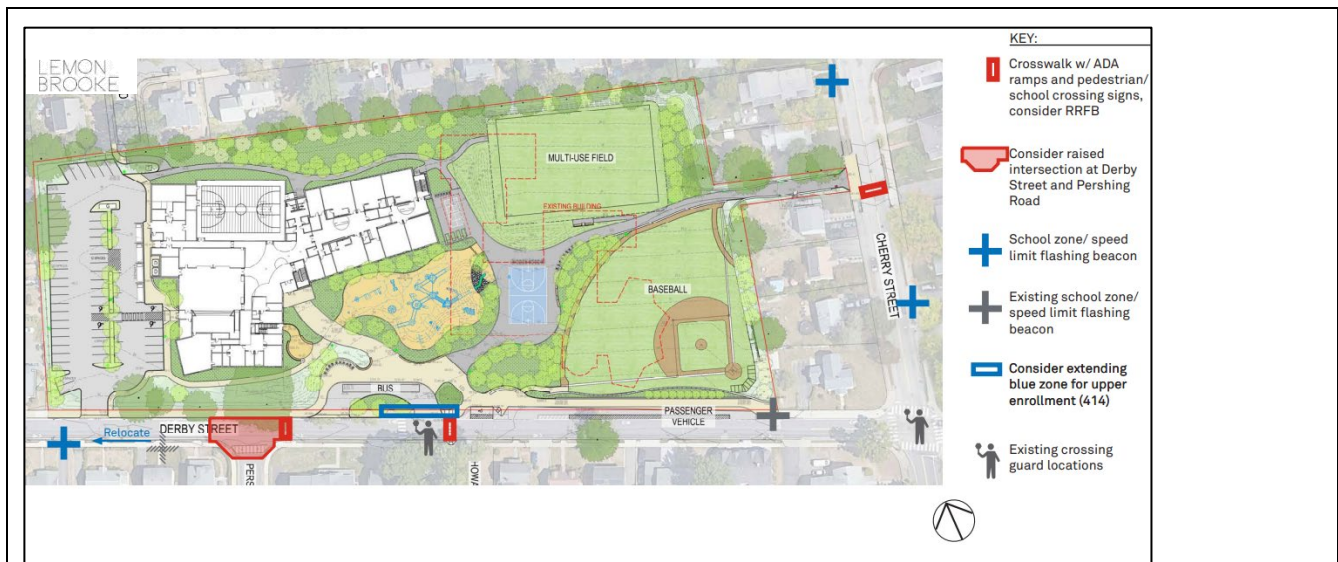 LEMON
BROOKE
MULTI-USE FIELD
EXISTING BUILDING
BASEBALL
CHERRY STREET
BUS
PASSENGER
VEHICLE
Relocate
DERBY STREET
PERS
HOWA
KEY:
Crosswalk w/ ADA
ramps and pedestrian/
school crossing signs,
consider RRFB
Consider raised
intersection at Derby
Street and Pershing
Road
School zone/ speed
limit flashing beacon
Existing school zone/
speed limit flashing
beacon
Consider extending
blue zone for upper
enrollment (414)
Existing crossing
guard locations